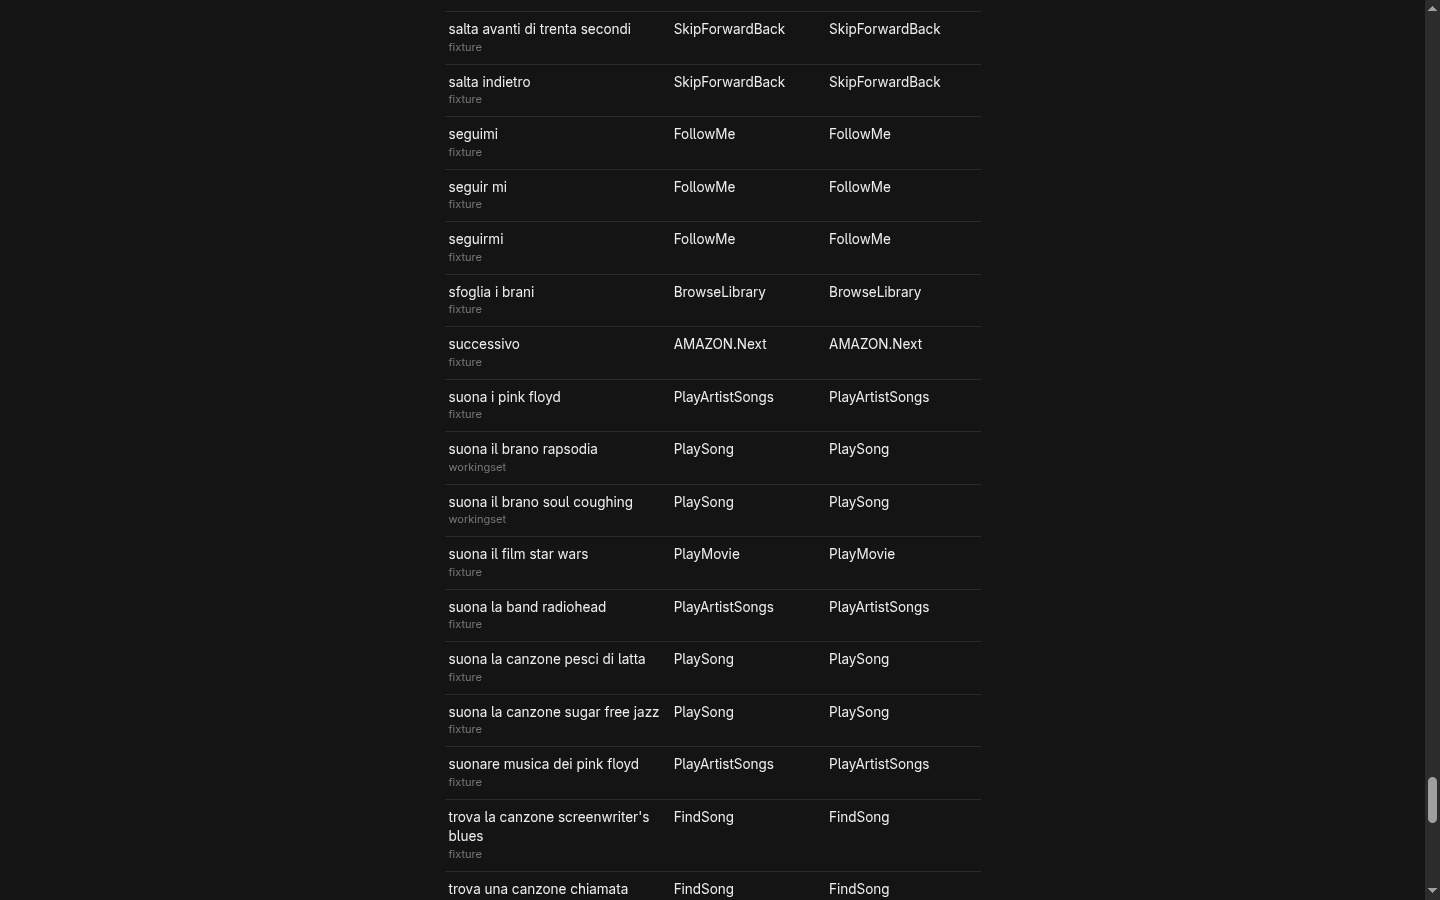 salta avanti di trenta secondi SkipForwardBack SkipForwardBack
fixture
salta indietro SkipForwardBack SkipForwardBack
fixture
seguimi FollowMe FollowMe
fixture
seguir mi FollowMe FollowMe
fixture
seguirmi FollowMe FollowMe
fixture
sfoglia i brani BrowseLibrary BrowseLibrary
fixture
successivo AMAZON.Next AMAZON.Next
fixture
suona i pink floyd PlayArtistSongs PlayArtistSongs
fixture
suona il brano rapsodia PlaySong PlaySong
workingset
suona il brano soul coughing PlaySong PlaySong
workingset
suona il film star wars PlayMovie PlayMovie
fixture
suona la band radiohead PlayArtistSongs PlayArtistSongs
fixture
suona la canzone pesci di latta PlaySong PlaySong
fixture
suona la canzone sugar free jazz PlaySong PlaySong
fixture
suonare musica dei pink floyd PlayArtistSongs PlayArtistSongs
fixture
trova la canzone screenwriter's FindSong FindSong
blues
fixture
trova una canzone chiamata FindSong FindSong